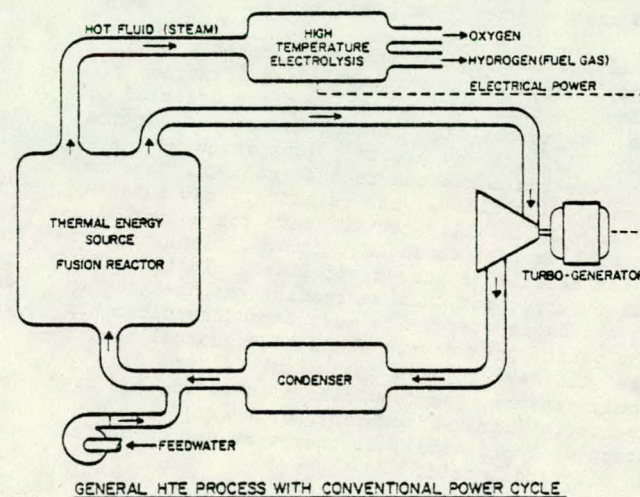 HOT FLUID (STEAM)
HIGH
TEMPERATURE
ELECTROLYSIS
OXYGEN
HYDROGEN (FUEL GAS)
ELECTRICAL POWER
THERMAL ENERGY
SOURCE
FUSION REACTOR
TURBO-GENERATOR
CONDENSER
FEEDWATER
GENERAL HTE PROCESS WITH CONVENTIONAL POWER CYCLE